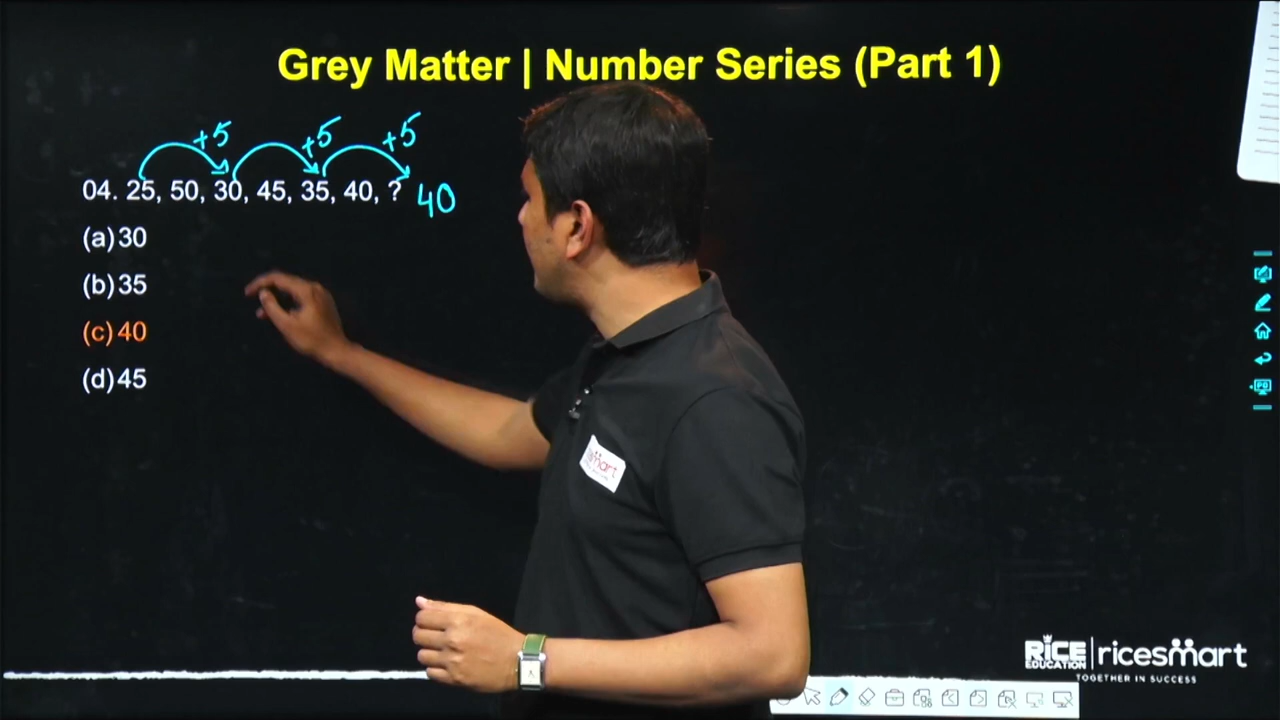 Grey Matter | Number Series (Part 1)
+5 +5 +5
04. 25, 50, 30, 45, 35, 40, ? 40
(a) 30
(b) 35
(c) 40
(d) 45
RICE EDUCATION | ricesmart
TOGETHER IN SUCCESS